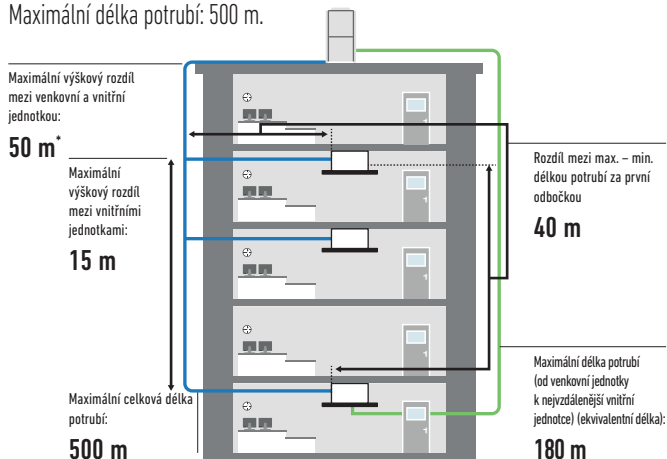 Maximální délka potrubí: 500 m.
Maximální výškový rozdíl
mezi venkovní a vnitřní
jednotkou:
50 m*
Maximální
výškový rozdíl
mezi vnitřními
jednotkami:
15 m
Maximální celková délka
potrubí:
500 m
Rozdíl mezi max. – min.
délkou potrubí za první
odbočkou
40 m
Maximální délka potrubí
(od venkovní jednotky
k nejvzdálenější vnitřní
jednotce) (ekvivalentní délka):
180 m